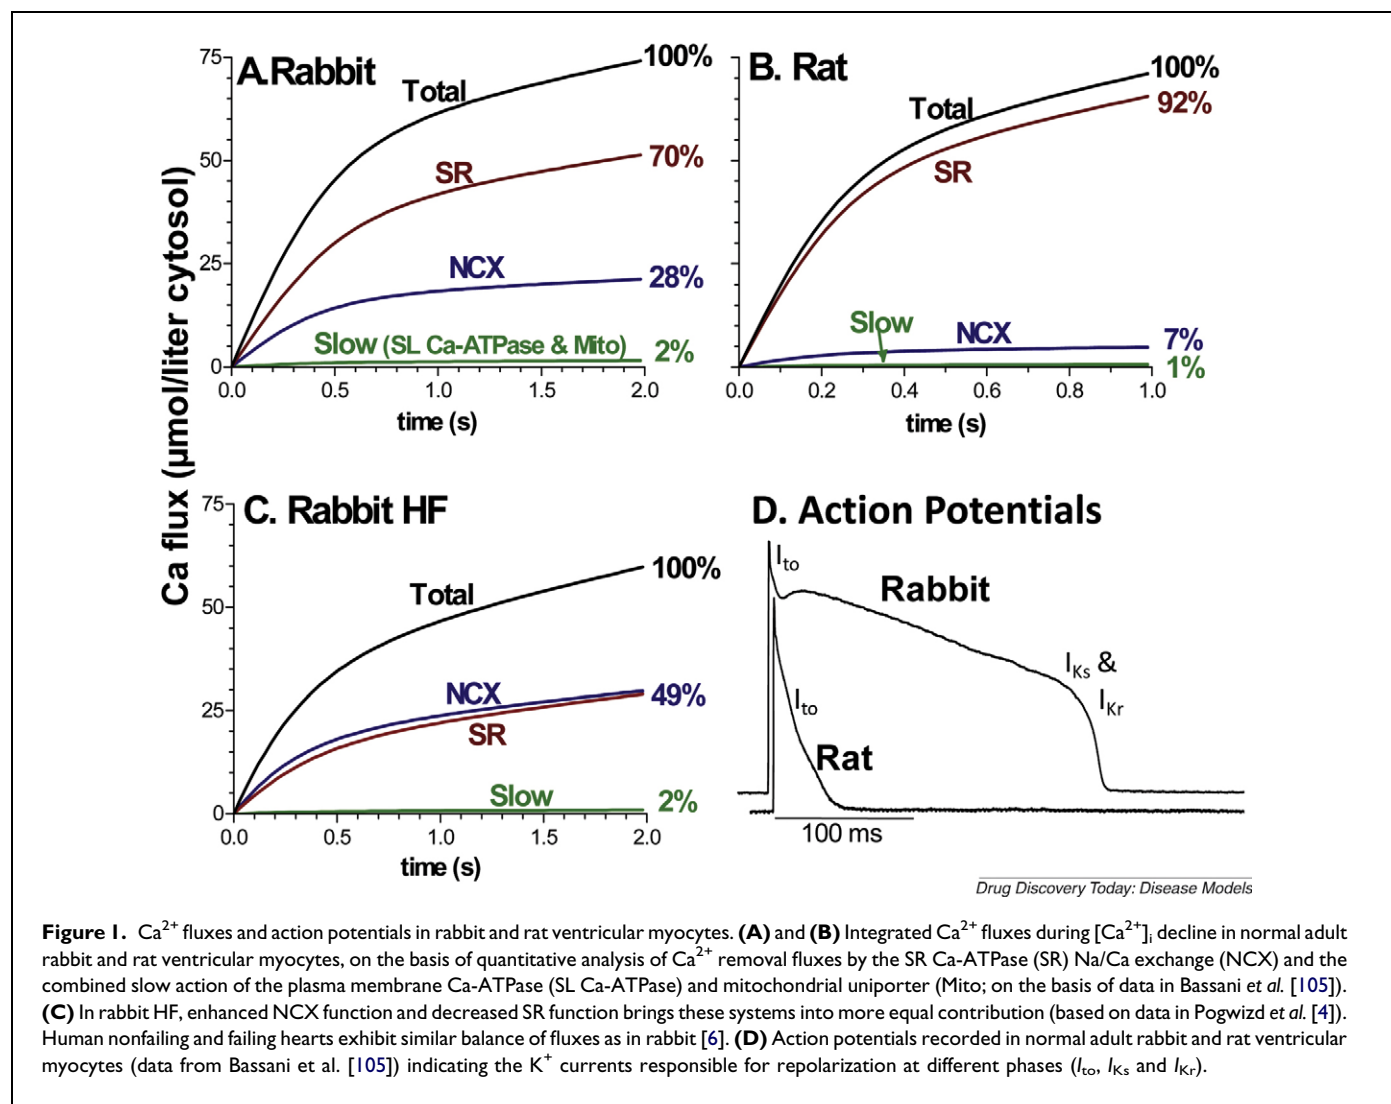 A.Rabbit
75
50
25
0
Total
100%
SR
70%
NCX
28%
Slow (SL Ca-ATPase & Mito)
2%
0.0 0.5 1.0 1.5 2.0
time (s)
B. Rat
Total
100%
92%
SR
Slow
NCX
7%
1%
0.0 0.2 0.4 0.6 0.8 1.0
time (s)
Ca flux (μmol/liter cytosol)
C. Rabbit HF
75
50
25
0
Total
100%
NCX
49%
SR
Slow
2%
0.0 0.5 1.0 1.5 2.0
time (s)
D. Action Potentials
Ito
Rabbit
IKs &
IKr
Ito
Rat
100 ms
Drug Discovery Today: Disease Models
Figure 1. Ca2+ fluxes and action potentials in rabbit and rat ventricular myocytes. (A) and (B) Integrated Ca2+ fluxes during [Ca2+]i decline in normal adult
rabbit and rat ventricular myocytes, on the basis of quantitative analysis of Ca2+ removal fluxes by the SR Ca-ATPase (SR) Na/Ca exchange (NCX) and the
combined slow action of the plasma membrane Ca-ATPase (SL Ca-ATPase) and mitochondrial uniporter (Mito; on the basis of data in Bassani et al. [105]).
(C) In rabbit HF, enhanced NCX function and decreased SR function brings these systems into more equal contribution (based on data in Pogwizd et al. [4]).
Human nonfailing and failing hearts exhibit similar balance of fluxes as in rabbit [6]. (D) Action potentials recorded in normal adult rabbit and rat ventricular
myocytes (data from Bassani et al. [105]) indicating the K+ currents responsible for repolarization at different phases (Ito, IKs and IKr).